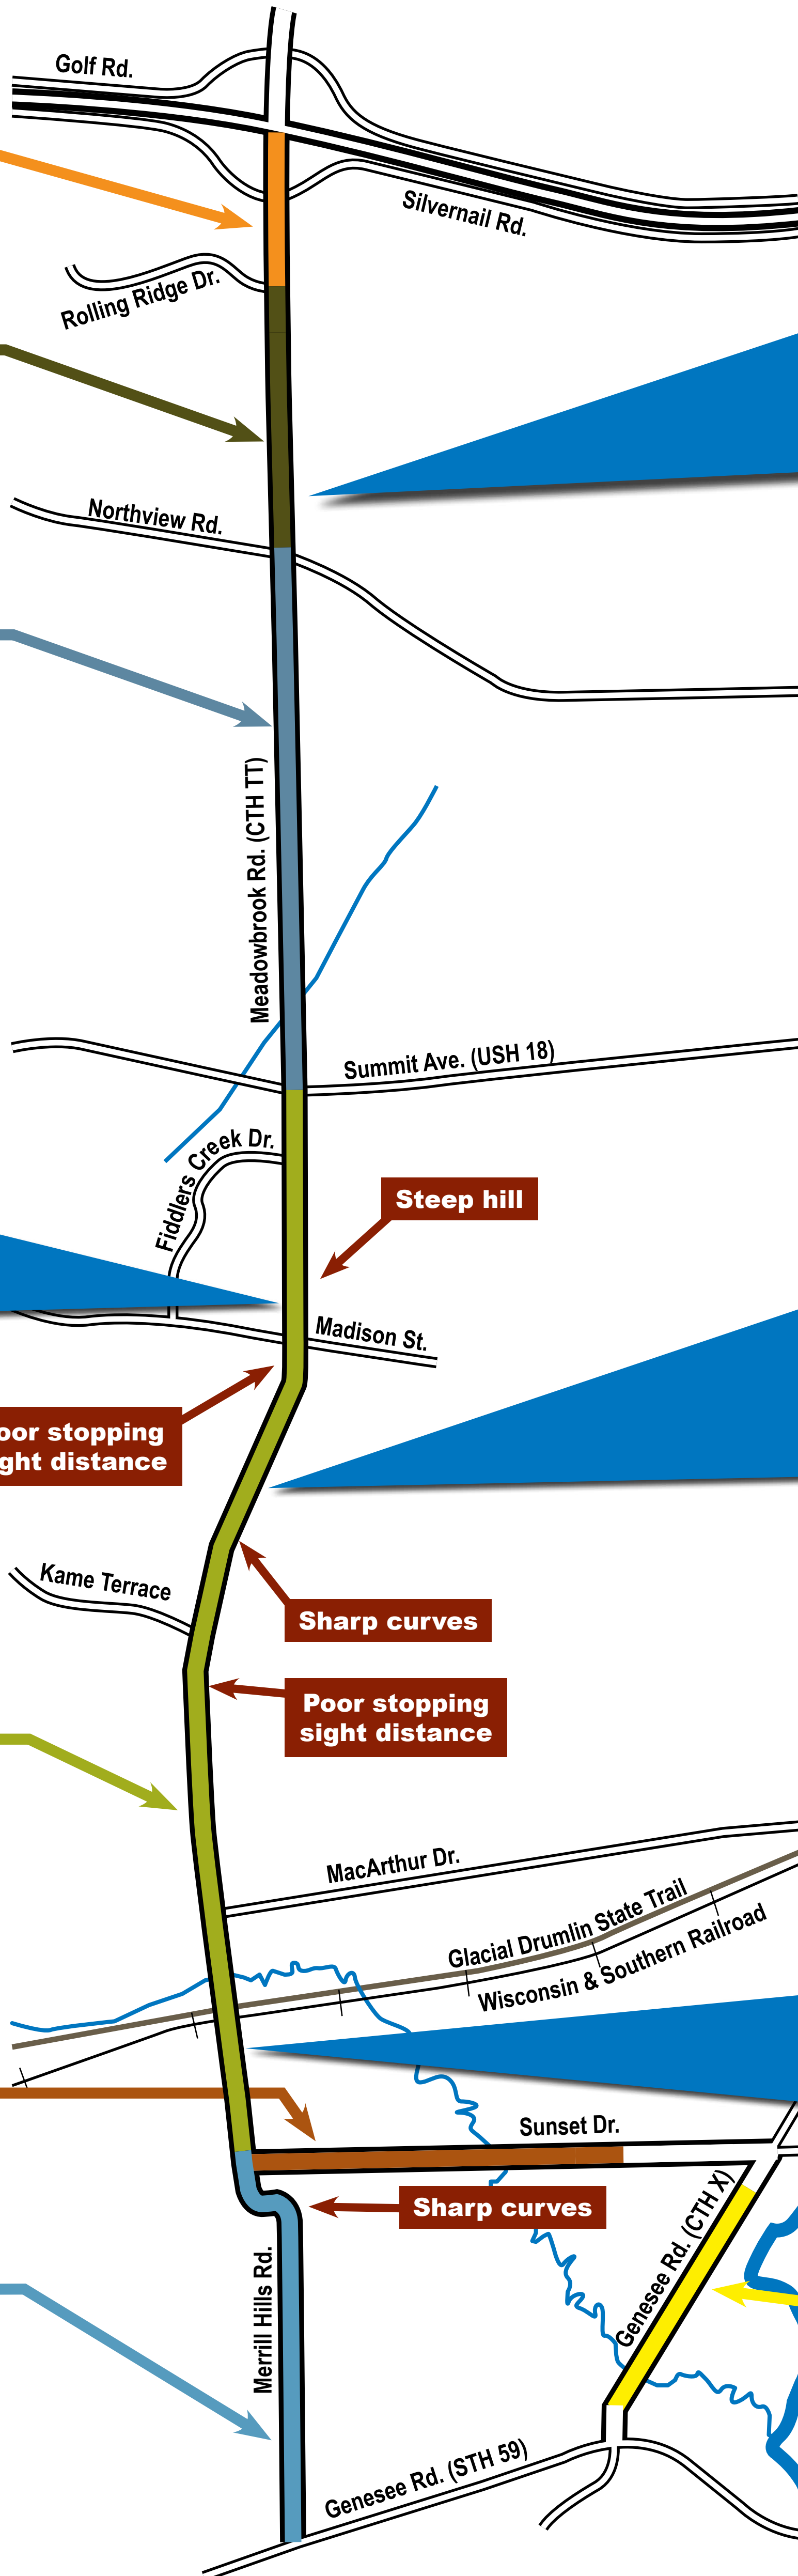 Golf Rd.
Silvernail Rd.
Rolling Ridge Dr.
Northview Rd.
Meadowbrook Rd. (CTH TT)
Summit Ave. (USH 18)
Fiddlers Creek Dr.
Steep hill
Madison St.
oor stopping
ght distance
Kame Terrace
Sharp curves
Poor stopping
sight distance
MacArthur Dr.
Glacial Drumlin State Trail
Wisconsin & Southern Railroad
Sunset Dr.
Sharp curves
Genesee Rd. (CTH X)
Merrill Hills Rd.
Genesee Rd. (STH 59)